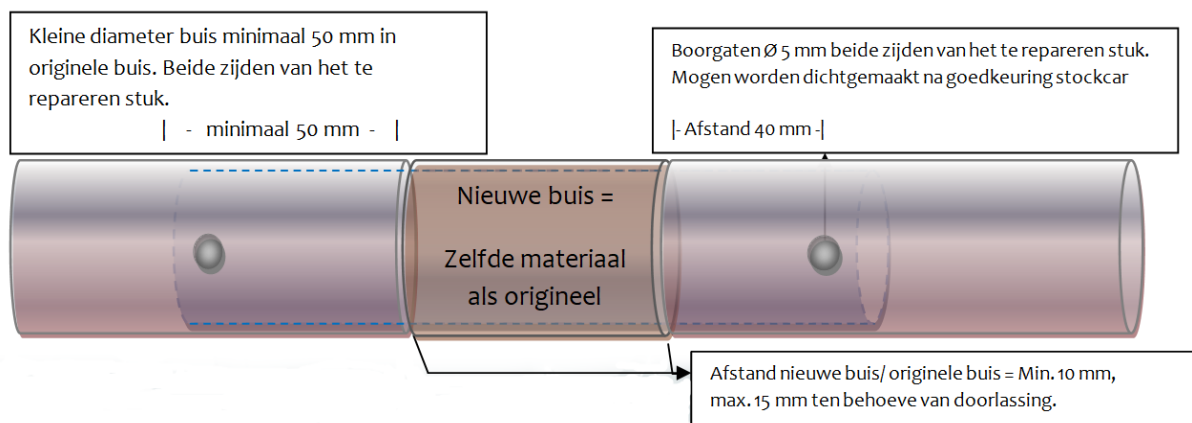 Kleine diameter buis minimaal 50 mm in
originele buis. Beide zijden van het te
repareren stuk.
| - minimaal 50 mm - |
Boorgaten Ø 5 mm beide zijden van het te repareren stuk.
Mogen worden dichtgemaakt na goedkeuring stockcar
|- Afstand 40 mm -|
Nieuwe buis =
Zelfde materiaal
als origineel
Afstand nieuwe buis/ originele buis = Min. 10 mm,
max. 15 mm ten behoeve van doorlassing.